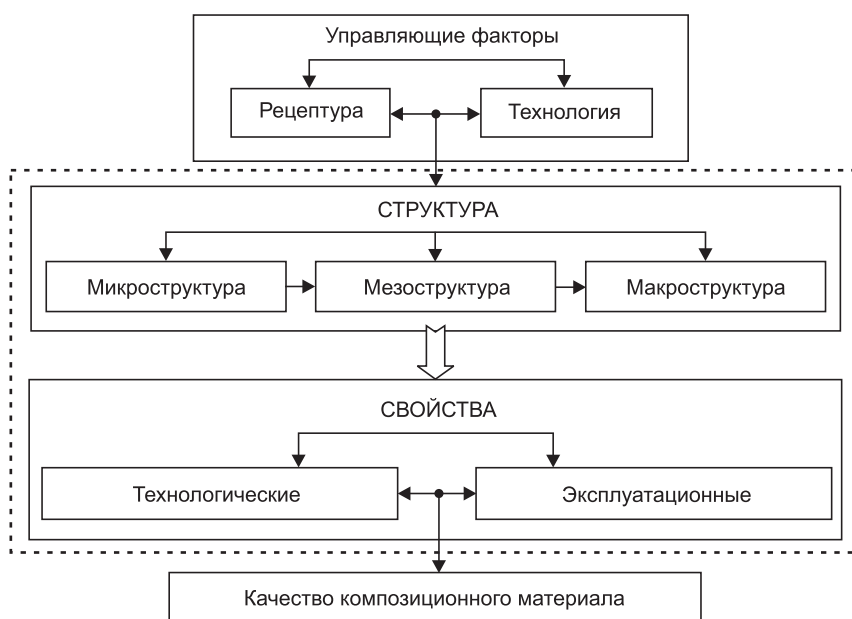 Управляющие факторы
Рецептура
Технология
СТРУКТУРА
Микроструктура
Мезоструктура
Макроструктура
СВОЙСТВА
Технологические
Эксплуатационные
Качество композиционного материала